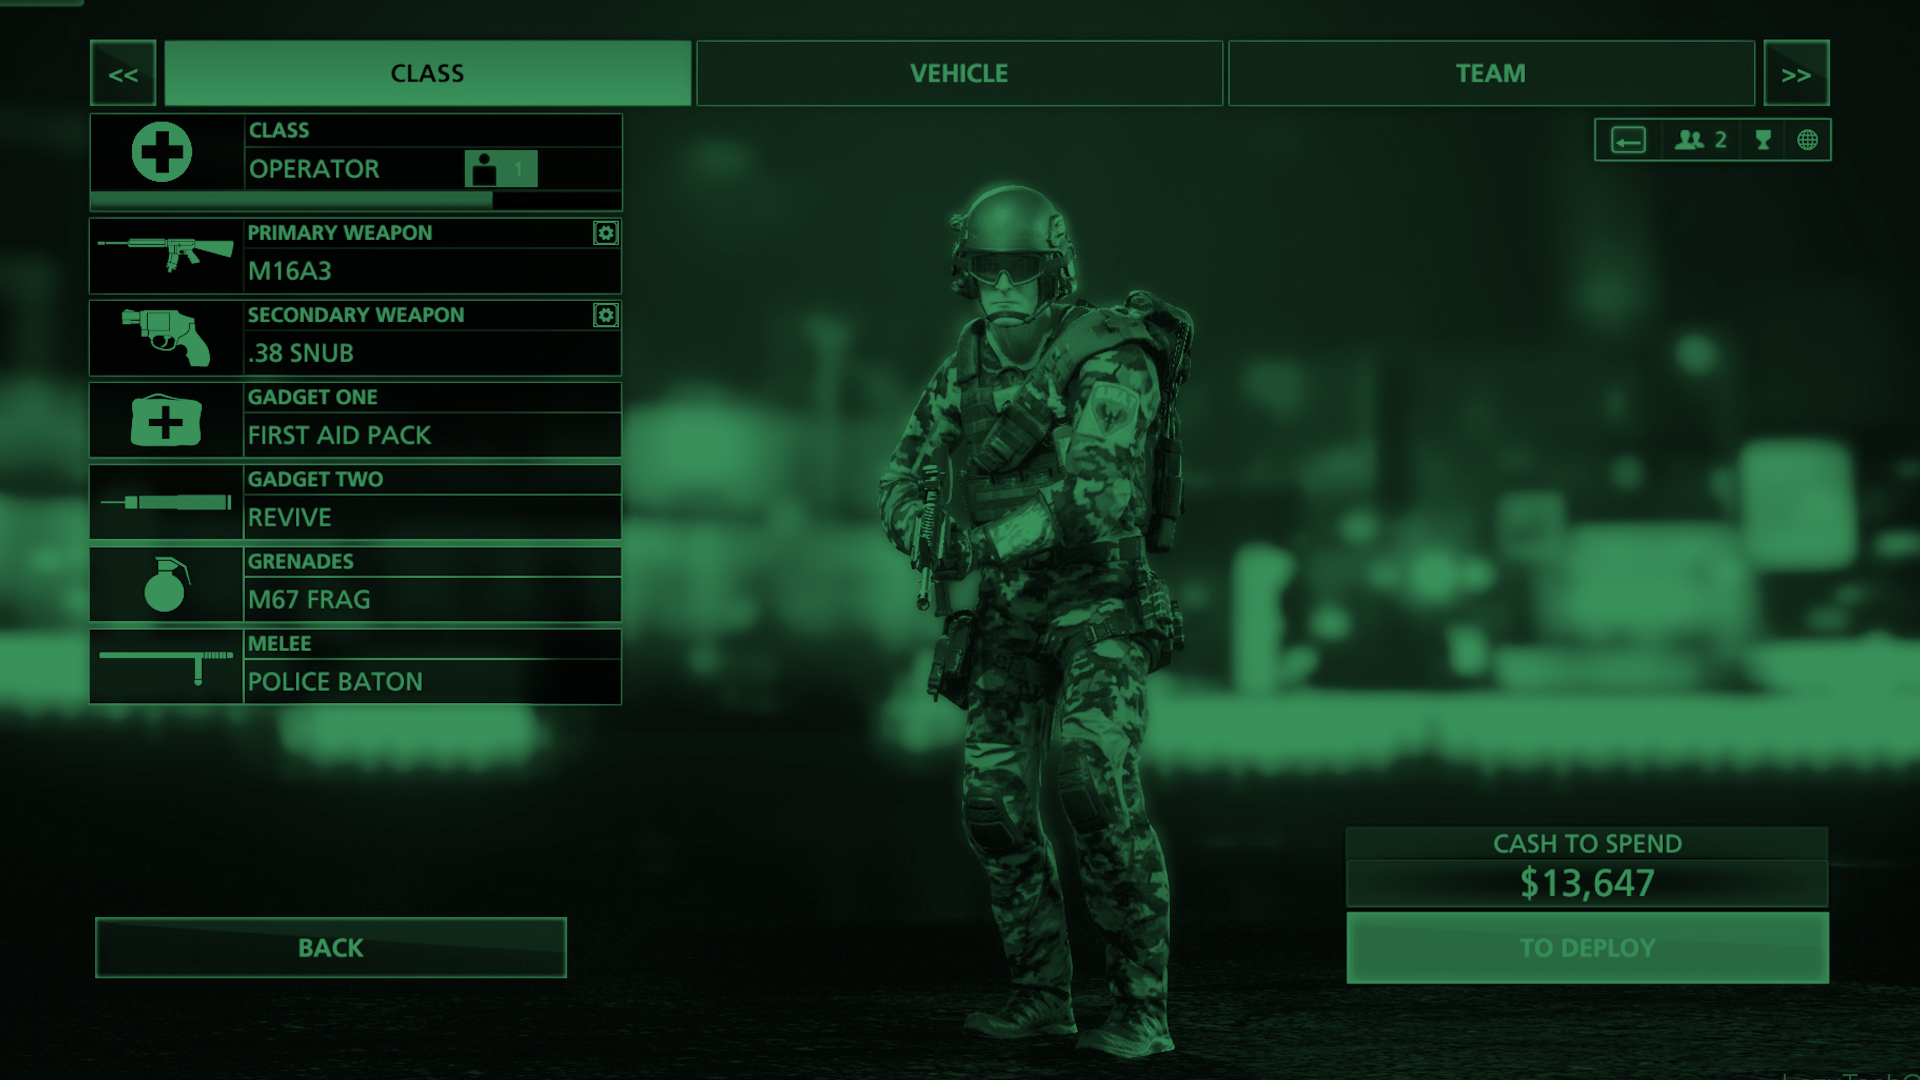 <<
CLASS
VEHICLE
TEAM
>>
CLASS
OPERATOR
1
2
PRIMARY WEAPON
M16A3
SECONDARY WEAPON
.38 SNUB
GADGET ONE
FIRST AID PACK
GADGET TWO
REVIVE
GRENADES
M67 FRAG
MELEE
POLICE BATON
CASH TO SPEND
$13,647
BACK
TO DEPLOY